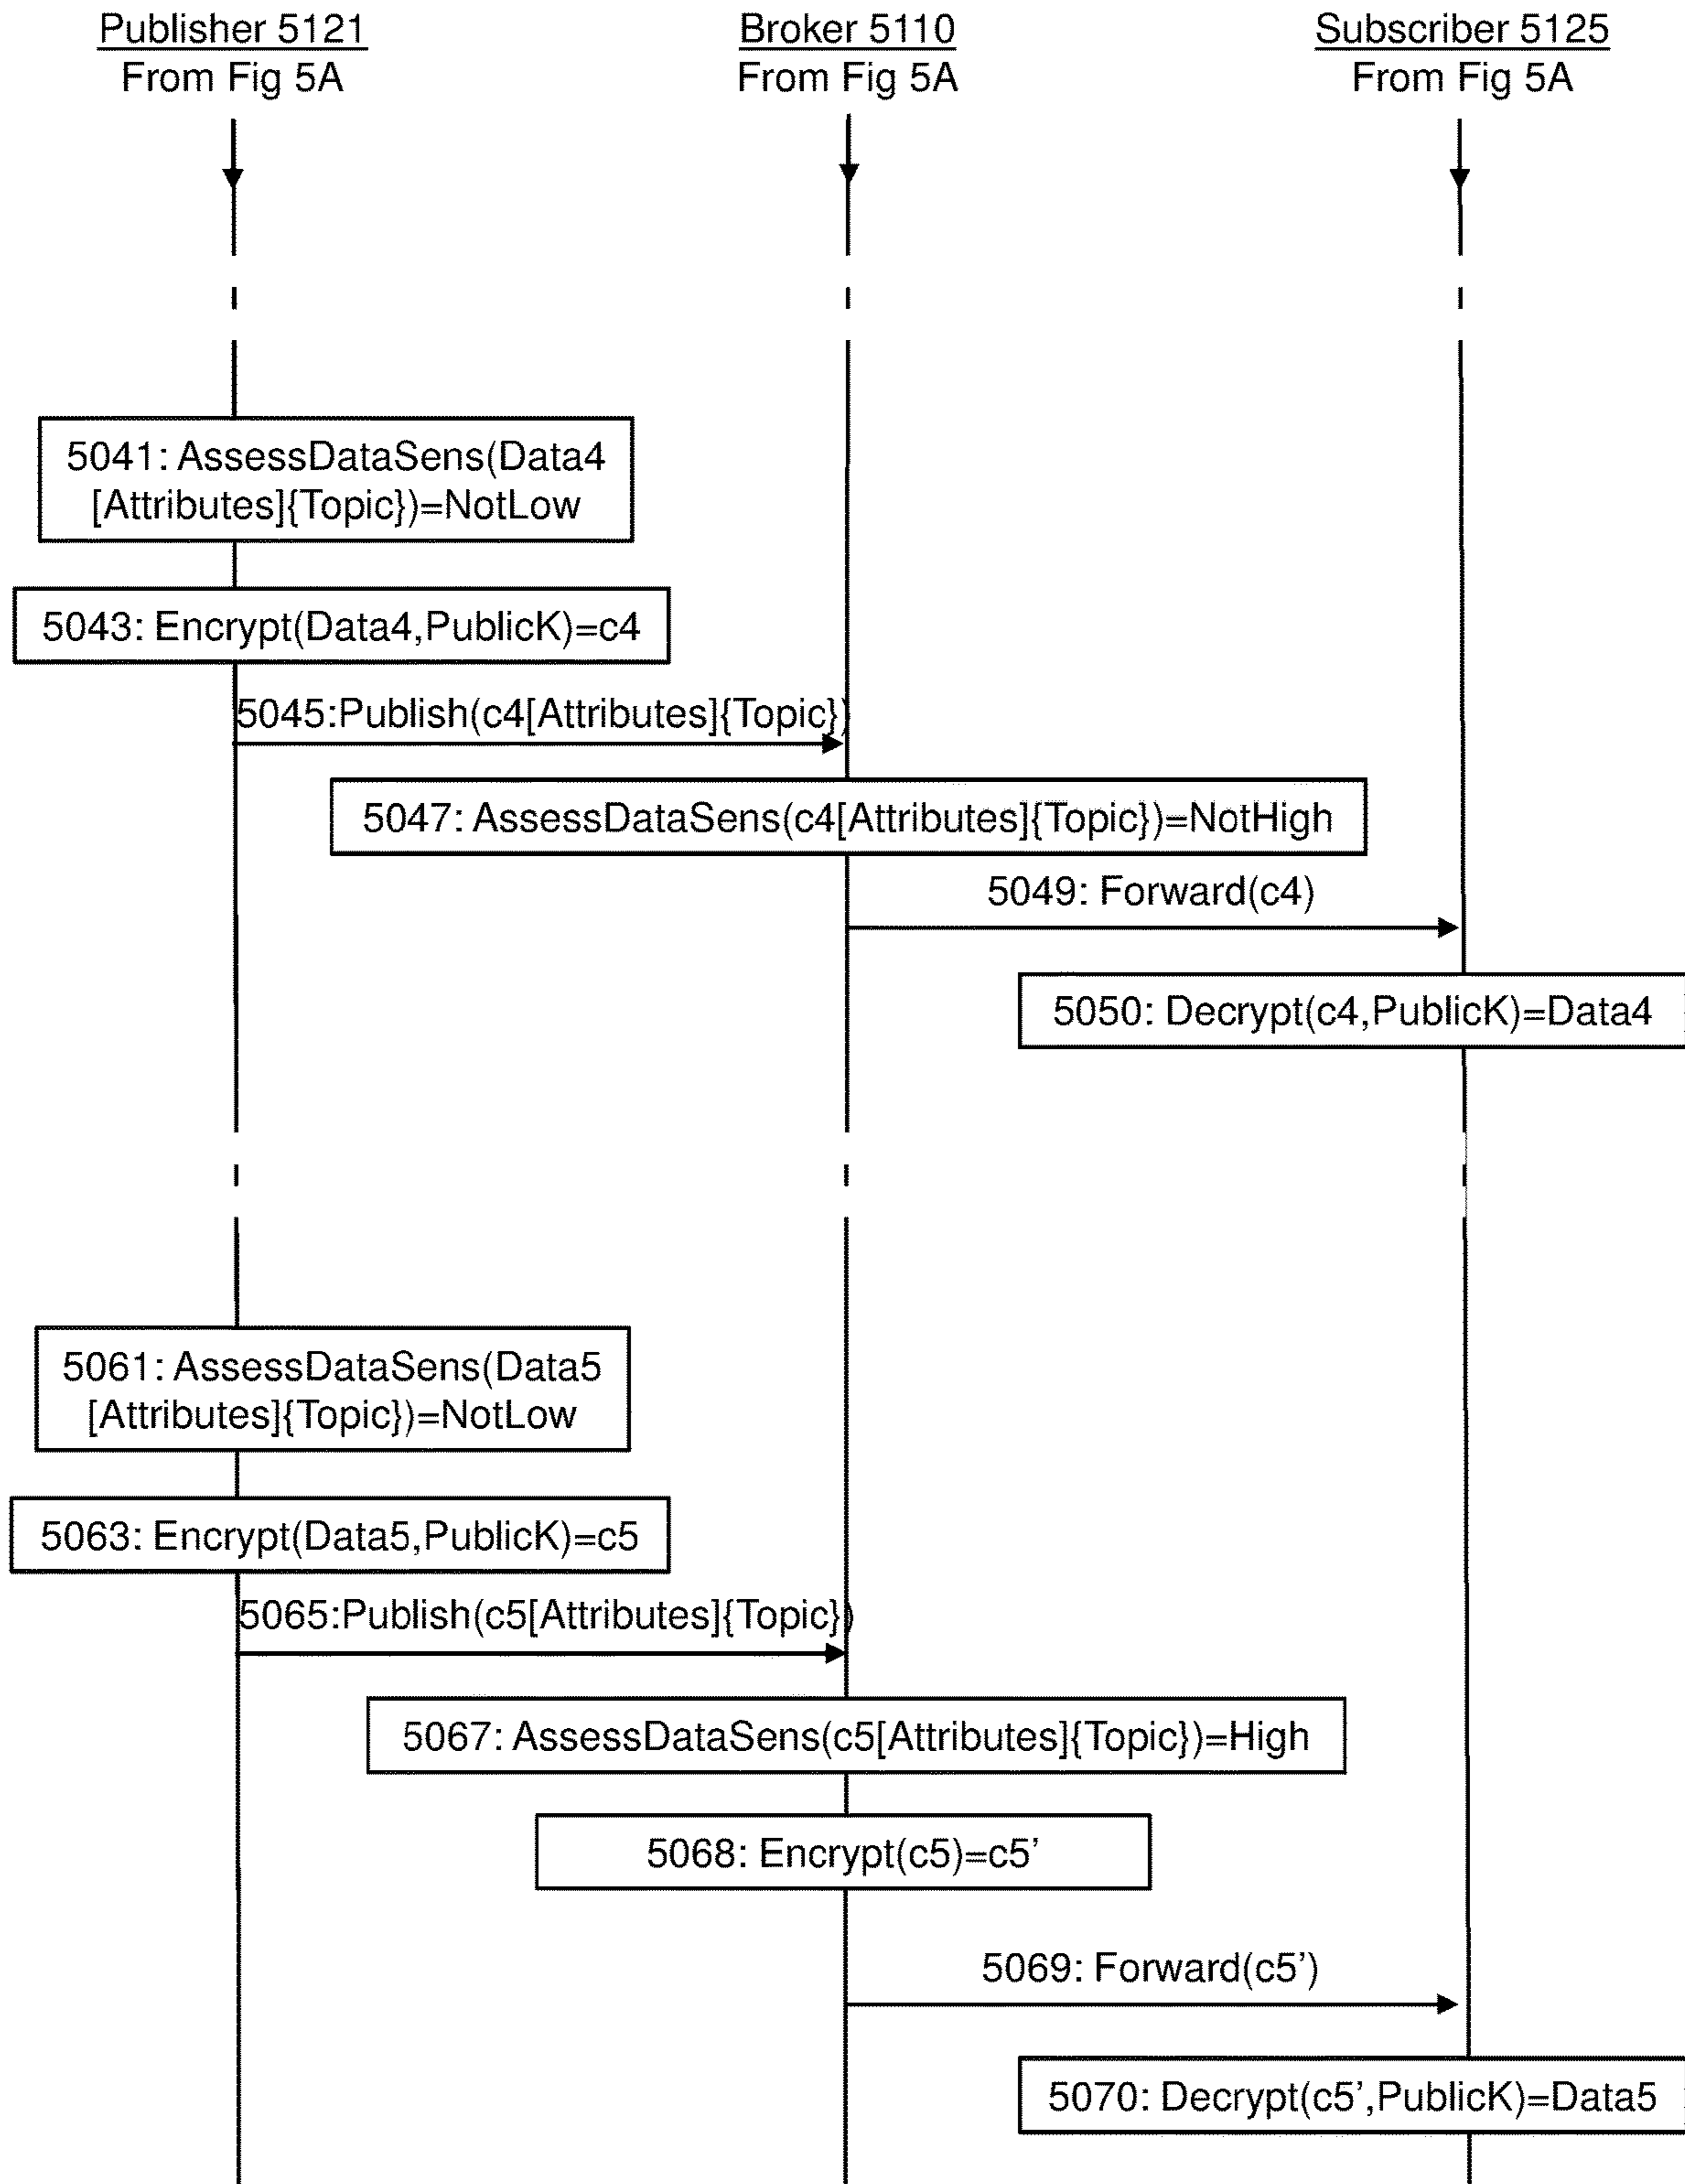 Publisher 5121
From Fig 5A
Broker 5110
From Fig 5A
Subscriber 5125
From Fig 5A
5041: AssessDataSens(Data4
[Attributes]{Topic})=NotLow
5043: Encrypt(Data4,PublicK)=c4
5045:Publish(c4[Attributes]{Topic})
5047: AssessDataSens(c4[Attributes]{Topic})=NotHigh
5049: Forward(c4)
5050: Decrypt(c4,PublicK)=Data4
5061: AssessDataSens(Data5
[Attributes]{Topic})=NotLow
5063: Encrypt(Data5,PublicK)=c5
5065:Publish(c5[Attributes]{Topic})
5067: AssessDataSens(c5[Attributes]{Topic})=High
5068: Encrypt(c5)=c5’
5069: Forward(c5’)
5070: Decrypt(c5’,PublicK)=Data5